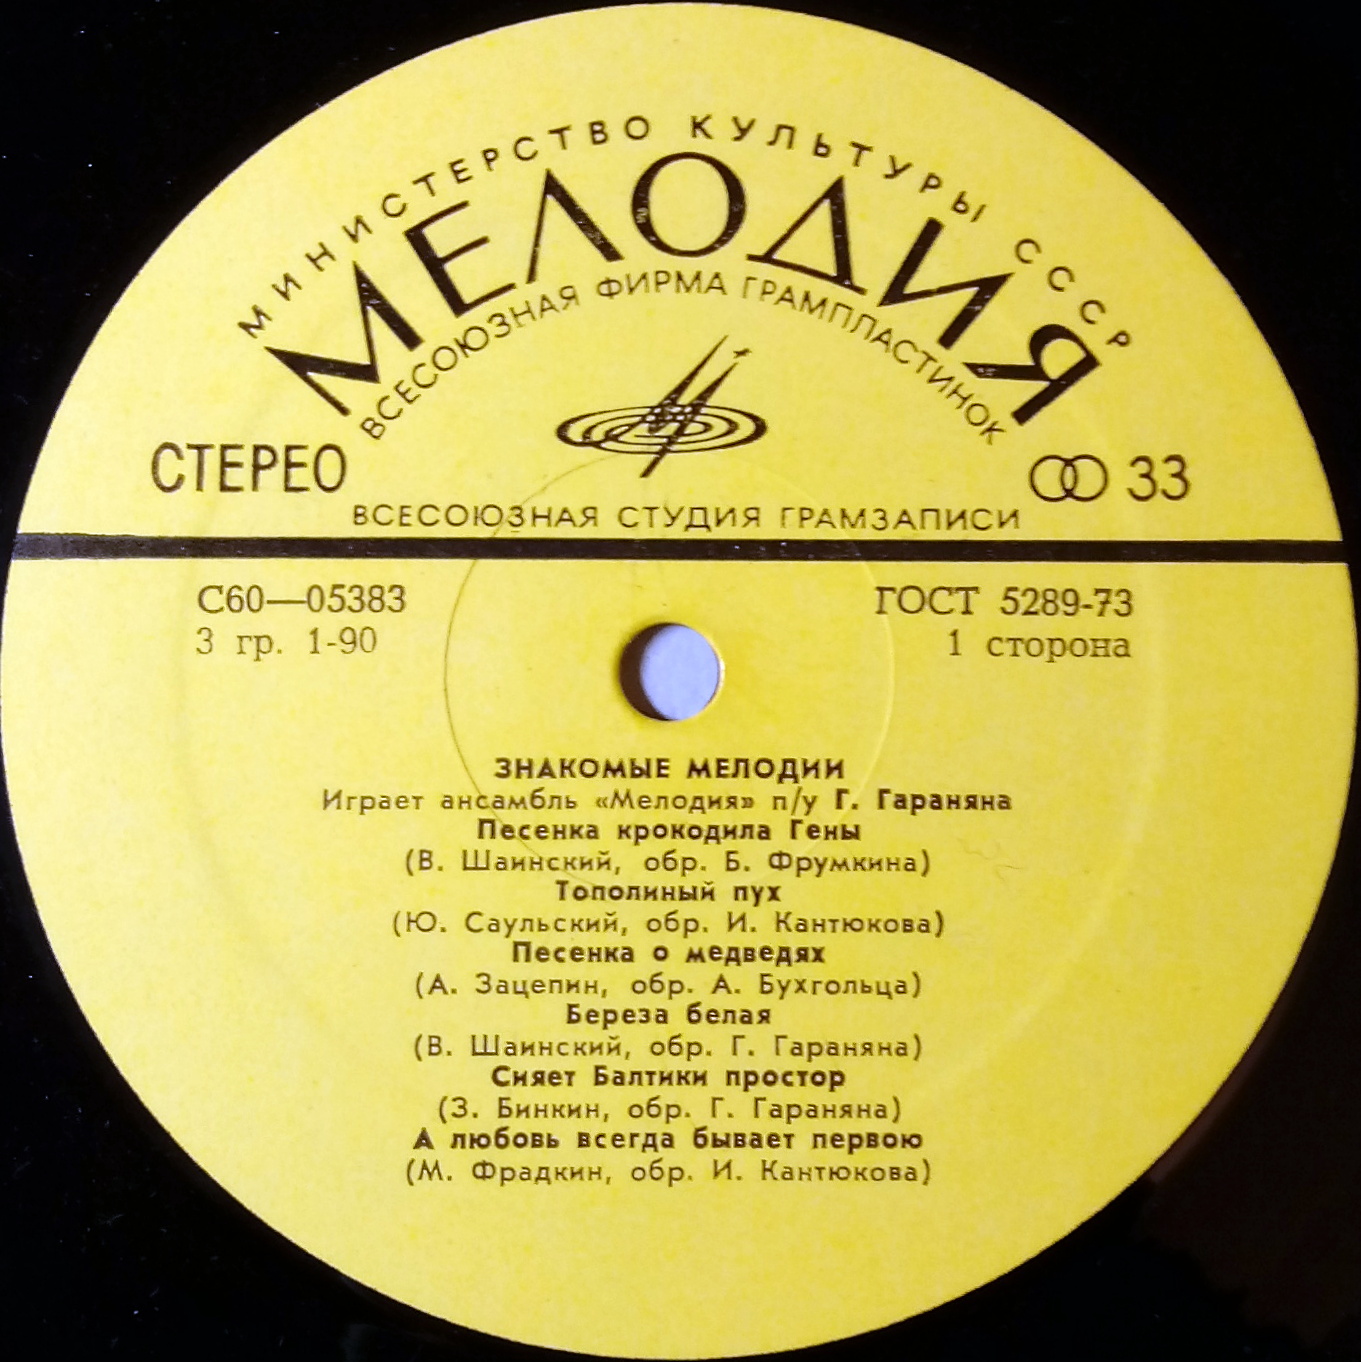 МИНИСТЕРСТВО КУЛЬТУРЫ СССР
МЕЛОДИЯ
ВСЕСОЮЗНАЯ ФИРМА ГРАМПЛАСТИНОК
СТЕРЕО
33
ВСЕСОЮЗНАЯ СТУДИЯ ГРАМЗАПИСИ
С60—05383
ГОСТ 5289-73
3 гр. 1-90
1 сторона
ЗНАКОМЫЕ МЕЛОДИИ
Играет ансамбль «Мелодия» п/у Г. Гараняна
Песенка крокодила Гены
(В. Шаинский, обр. Б. Фрумкина)
Тополиный пух
(Ю. Саульский, обр. И. Кантюкова)
Песенка о медведях
(А. Зацепин, обр. А. Бухгольца)
Береза белая
(В. Шаинский, обр. Г. Гараняна)
Сияет Балтики простор
(З. Бинкин, обр. Г. Гараняна)
А любовь всегда бывает первою
(М. Фрадкин, обр. И. Кантюкова)